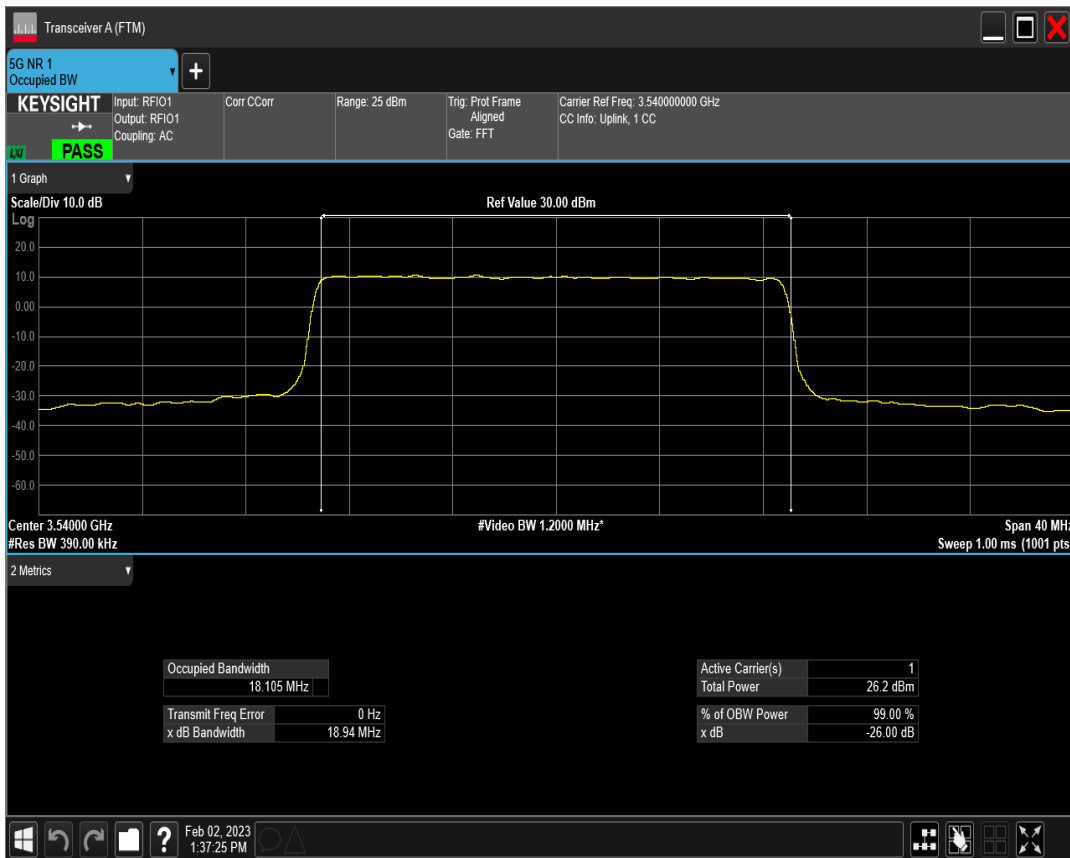 Transceiver A (FTM)
5G NR 1
Occupied BW
+
KEYSIGHT
LXI
PASS
Input: RFIO1
Output: RFIO1
Coupling: AC
Corr CCorr
Range: 25 dBm
Trig: Prot Frame
Aligned
Gate: FFT
Carrier Ref Freq: 3.540000000 GHz
CC Info: Uplink, 1 CC
1 Graph
Scale/Div 10.0 dB
Ref Value 30.00 dBm
Log
20.0
10.0
0.00
-10.0
-20.0
-30.0
-40.0
-50.0
-60.0
Center 3.54000 GHz
#Video BW 1.2000 MHz*
Span 40 MHz
#Res BW 390.00 kHz
Sweep 1.00 ms (1001 pts
2 Metrics
Occupied Bandwidth
18.105 MHz
Transmit Freq Error 0 Hz
x dB Bandwidth 18.94 MHz
Active Carrier(s) 1
Total Power 26.2 dBm
% of OBW Power 99.00 %
x dB -26.00 dB
?
Feb 02, 2023
1:37:25 PM